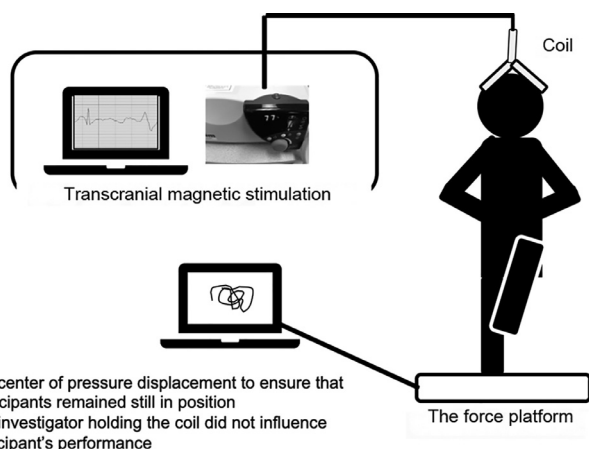 Coil
77
Transcranial magnetic stimulation
center of pressure displacement to ensure that
cipants remained still in position
investigator holding the coil did not influence
cipant's performance
The force platform